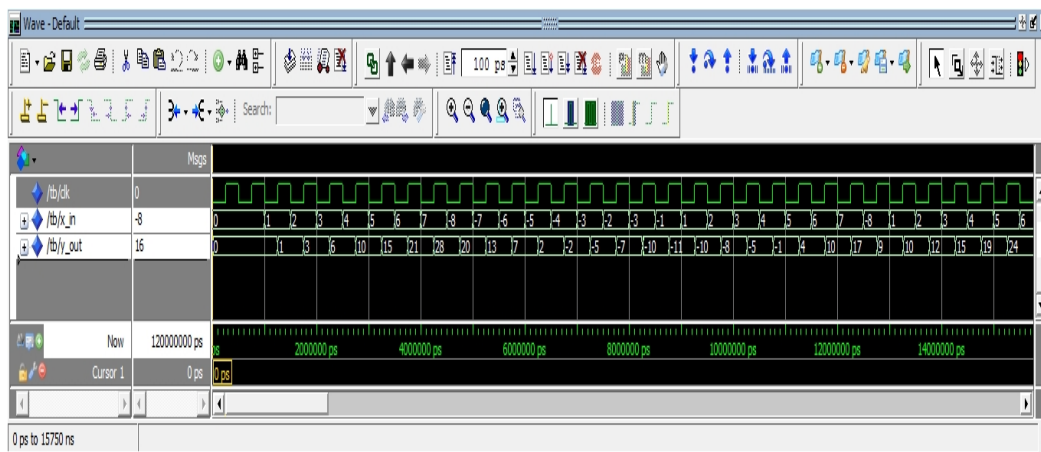 Wave - Default
100 ps
Search:
Msgs
/tb/clk 0
/tb/x_in -8 0 1 2 3 4 5 6 7 -8 -7 -6 -5 -4 -3 -2 -3 -1 1 2 3 4 5 6 7 -8 1 2 3 4 5 6
/tb/y_out 16 0 1 3 6 10 15 21 28 20 13 7 2 -2 -5 -7 -10 -11 -10 -8 -5 -1 4 10 17 9 10 12 15 19 24
Now 120000000 ps ps 2000000 ps 4000000 ps 6000000 ps 8000000 ps 10000000 ps 12000000 ps 14000000 ps
Cursor 1 0 ps 0 ps
0 ps to 15750 ns